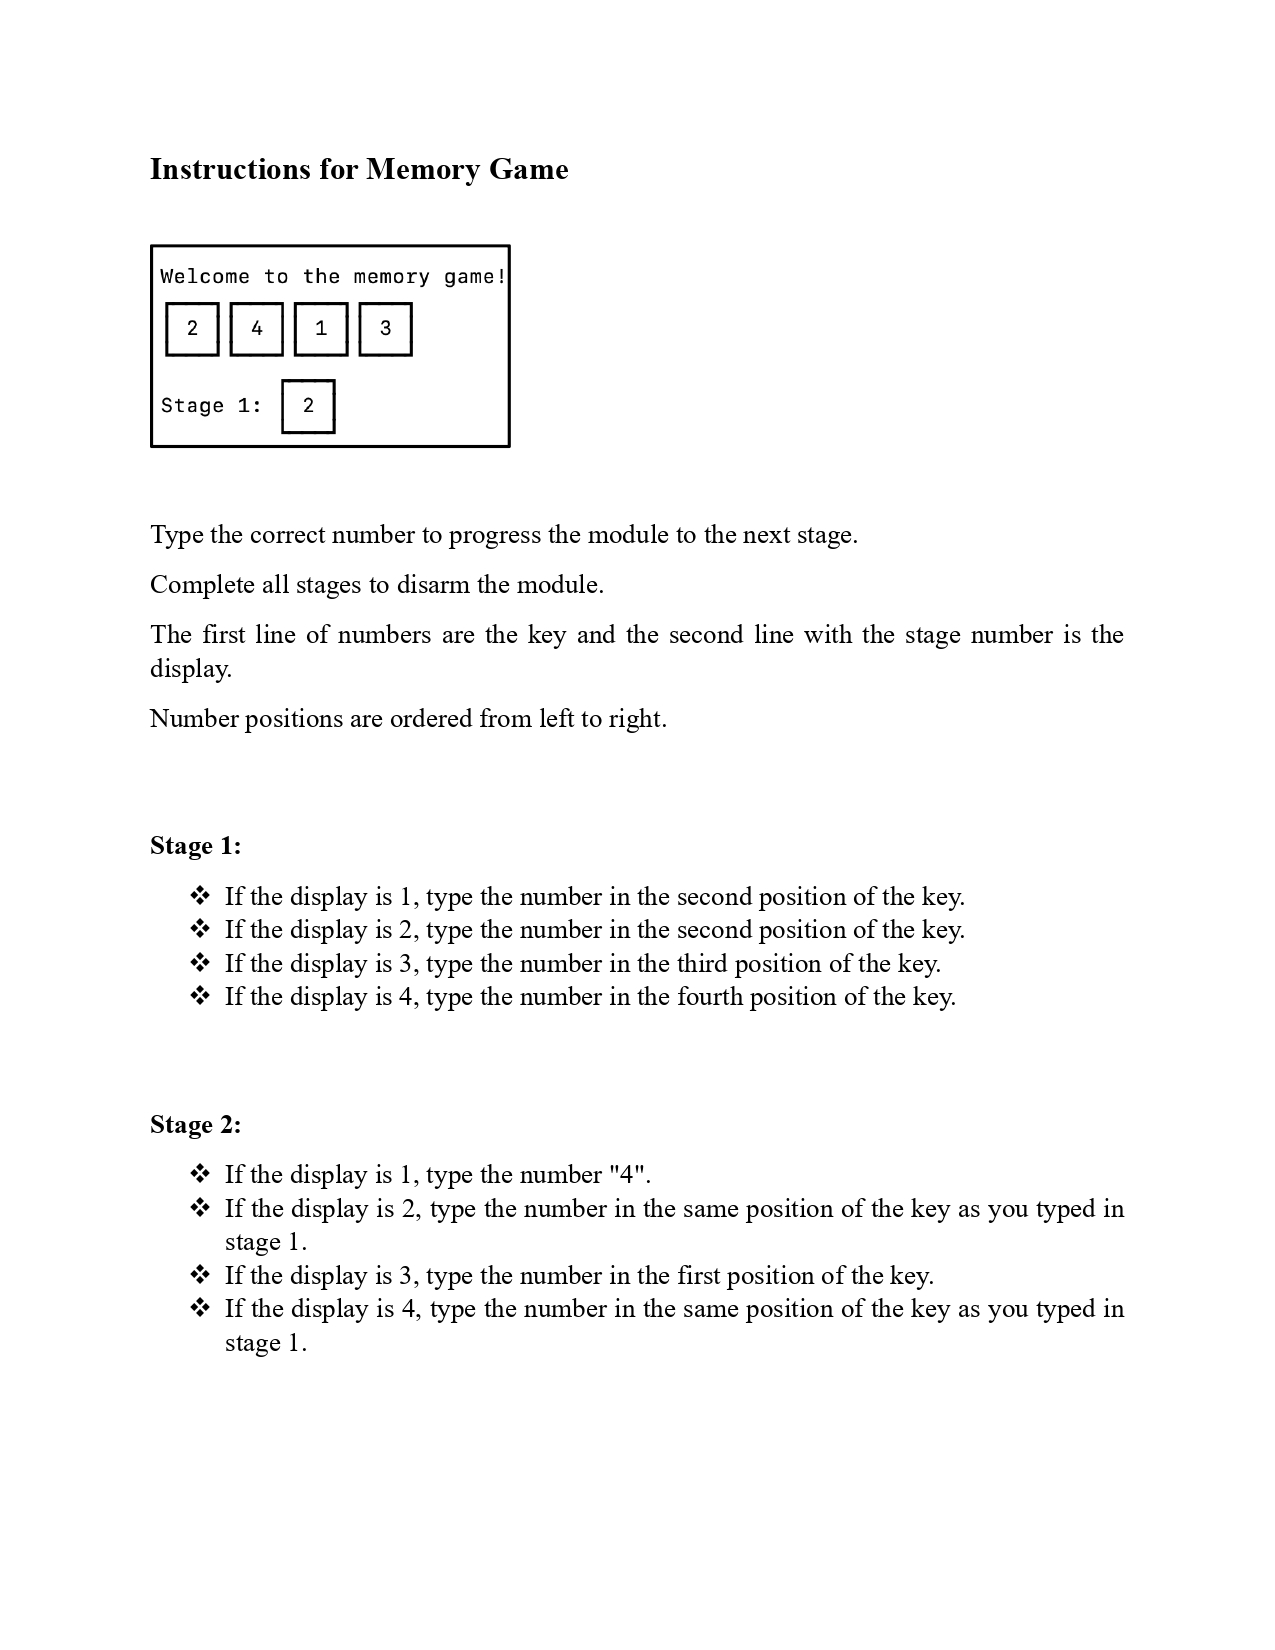 Instructions for Memory Game
Welcome to the memory game!
2 4 1 3
Stage 1: 2
Type the correct number to progress the module to the next stage.
Complete all stages to disarm the module.
The first line of numbers are the key and the second line with the stage number is the
display.
Number positions are ordered from left to right.
Stage 1:
❖ If the display is 1, type the number in the second position of the key.
❖ If the display is 2, type the number in the second position of the key.
❖ If the display is 3, type the number in the third position of the key.
❖ If the display is 4, type the number in the fourth position of the key.
Stage 2:
❖ If the display is 1, type the number "4".
❖ If the display is 2, type the number in the same position of the key as you typed in
stage 1.
❖ If the display is 3, type the number in the first position of the key.
❖ If the display is 4, type the number in the same position of the key as you typed in
stage 1.